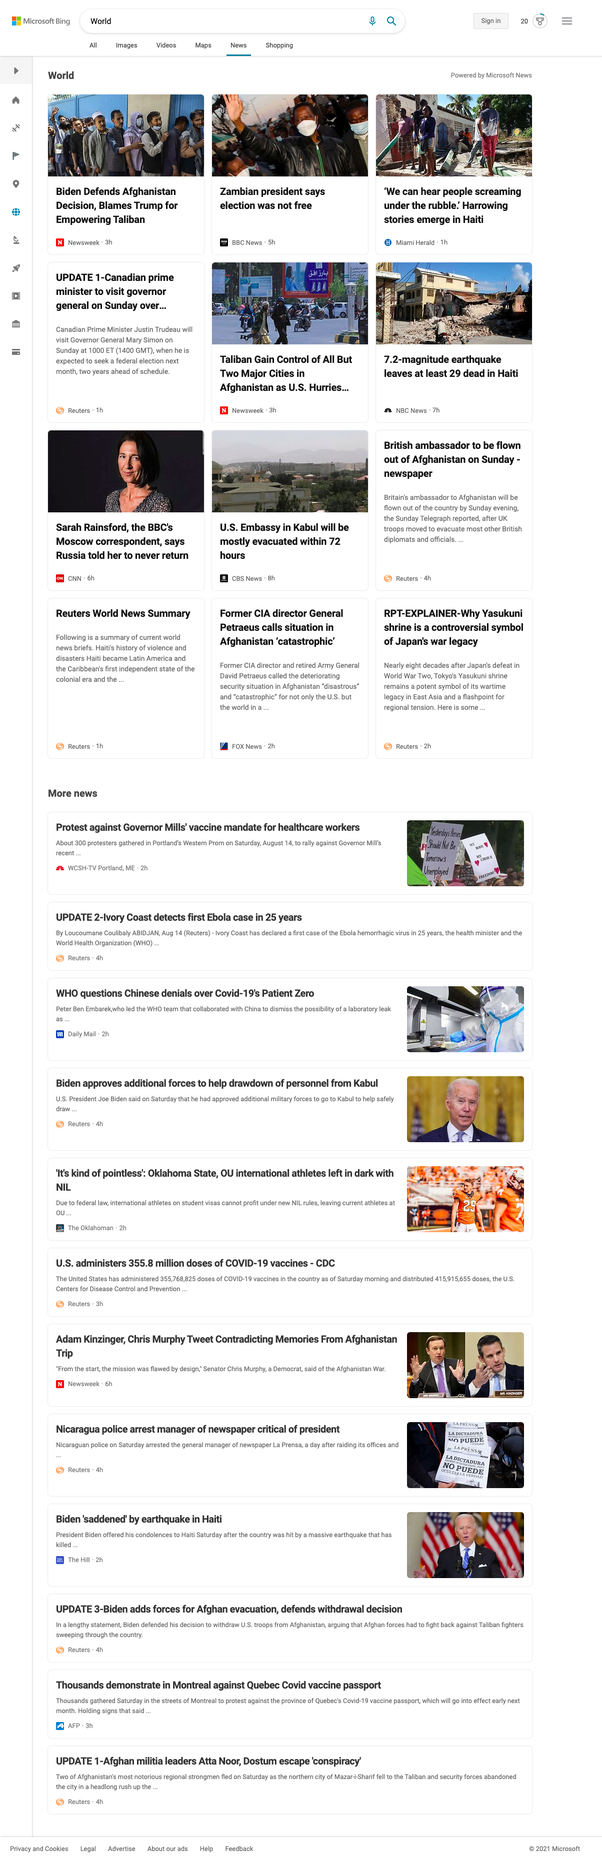 Microsoft Bing
World
Sign in
20
All Images Videos Maps News Shopping
World
Powered by Microsoft News
Biden Defends Afghanistan
Decision, Blames Trump for
Empowering Taliban
Newsweek · 3h
Zambian president says
election was not free
BBC News · 5h
'We can hear people screaming
under the rubble.' Harrowing
stories emerge in Haiti
Miami Herald · 1h
UPDATE 1-Canadian prime
minister to visit governor
general on Sunday over...
Canadian Prime Minister Justin Trudeau will
visit Governor General Mary Simon on
Sunday at 1000 ET (1400 GMT), when he is
expected to seek a federal election next
month, two years ahead of schedule.
Reuters · 1h
Taliban Gain Control of All But
Two Major Cities in
Afghanistan as U.S. Hurries...
Newsweek · 3h
7.2-magnitude earthquake
leaves at least 29 dead in Haiti
NBC News · 7h
Sarah Rainsford, the BBC's
Moscow correspondent, says
Russia told her to never return
CNN · 6h
U.S. Embassy in Kabul will be
mostly evacuated within 72
hours
CBS News · 8h
British ambassador to be flown
out of Afghanistan on Sunday -
newspaper
Britain's ambassador to Afghanistan will be
flown out of the country by Sunday evening,
the Sunday Telegraph reported, after UK
troops moved to evacuate most other British
diplomats and officials. ...
Reuters · 4h
Reuters World News Summary
Following is a summary of current world
news briefs. Haiti's history of violence and
disasters Haiti became Latin America and
the Caribbean's first independent state of the
colonial era and the ...
Reuters · 1h
Former CIA director General
Petraeus calls situation in
Afghanistan 'catastrophic'
Former CIA director and retired Army General
David Petraeus called the deteriorating
security situation in Afghanistan "disastrous"
and "catastrophic" for not only the U.S. but
the world in a ...
FOX News · 2h
RPT-EXPLAINER-Why Yasukuni
shrine is a controversial symbol
of Japan's war legacy
Nearly eight decades after Japan's defeat in
World War Two, Tokyo's Yasukuni shrine
remains a potent symbol of its wartime
legacy in East Asia and a flashpoint for
regional tension. Here is some ...
Reuters · 2h
More news
Protest against Governor Mills' vaccine mandate for healthcare workers
About 300 protesters gathered in Portland's Western Prom on Saturday, August 14, to rally against Governor Mill's
recent ...
WCSH-TV Portland, ME · 2h
UPDATE 2-Ivory Coast detects first Ebola case in 25 years
By Loucoumane Coulibaly ABIDJAN, Aug 14 (Reuters) - Ivory Coast has declared a first case of the Ebola hemorrhagic virus in 25 years, the health minister and the
World Health Organization (WHO) ...
Reuters · 4h
WHO questions Chinese denials over Covid-19's Patient Zero
Peter Ben Embarek,who led the WHO team that collaborated with China to dismiss the possibility of a laboratory leak
as ...
Daily Mail · 2h
Biden approves additional forces to help drawdown of personnel from Kabul
U.S. President Joe Biden said on Saturday that he had approved additional military forces to go to Kabul to help safely
draw ...
Reuters · 4h
'It's kind of pointless': Oklahoma State, OU international athletes left in dark with
NIL
Due to federal law, international athletes on student visas cannot profit under new NIL rules, leaving current athletes at
OU ...
The Oklahoman · 2h
U.S. administers 355.8 million doses of COVID-19 vaccines - CDC
The United States has administered 355,768,825 doses of COVID-19 vaccines in the country as of Saturday morning and distributed 415,915,655 doses, the U.S.
Centers for Disease Control and Prevention ...
Reuters · 3h
Adam Kinzinger, Chris Murphy Tweet Contradicting Memories From Afghanistan
Trip
"From the start, the mission was flawed by design," Senator Chris Murphy, a Democrat, said of the Afghanistan War.
Newsweek · 6h
Nicaragua police arrest manager of newspaper critical of president
Nicaraguan police on Saturday arrested the general manager of newspaper La Prensa, a day after raiding its offices and
...
Reuters · 4h
LA DICTADURA
NO PUEDE
Biden 'saddened' by earthquake in Haiti
President Biden offered his condolences to Haiti Saturday after the country was hit by a massive earthquake that has
killed ...
The Hill · 2h
UPDATE 3-Biden adds forces for Afghan evacuation, defends withdrawal decision
In a lengthy statement, Biden defended his decision to withdraw U.S. troops from Afghanistan, arguing that Afghan forces had to fight back against Taliban fighters
sweeping through the country.
Reuters · 4h
Thousands demonstrate in Montreal against Quebec Covid vaccine passport
Thousands gathered Saturday in the streets of Montreal to protest against the province of Quebec's Covid-19 vaccine passport, which will go into effect early next
month. Holding signs that said ...
AFP · 3h
UPDATE 1-Afghan militia leaders Atta Noor, Dostum escape 'conspiracy'
Two of Afghanistan's most notorious regional strongmen fled on Saturday as the northern city of Mazar-i-Sharif fell to the Taliban and security forces abandoned
the city in a headlong rush up the ...
Reuters · 4h
Privacy and Cookies Legal Advertise About our ads Help Feedback
© 2021 Microsoft